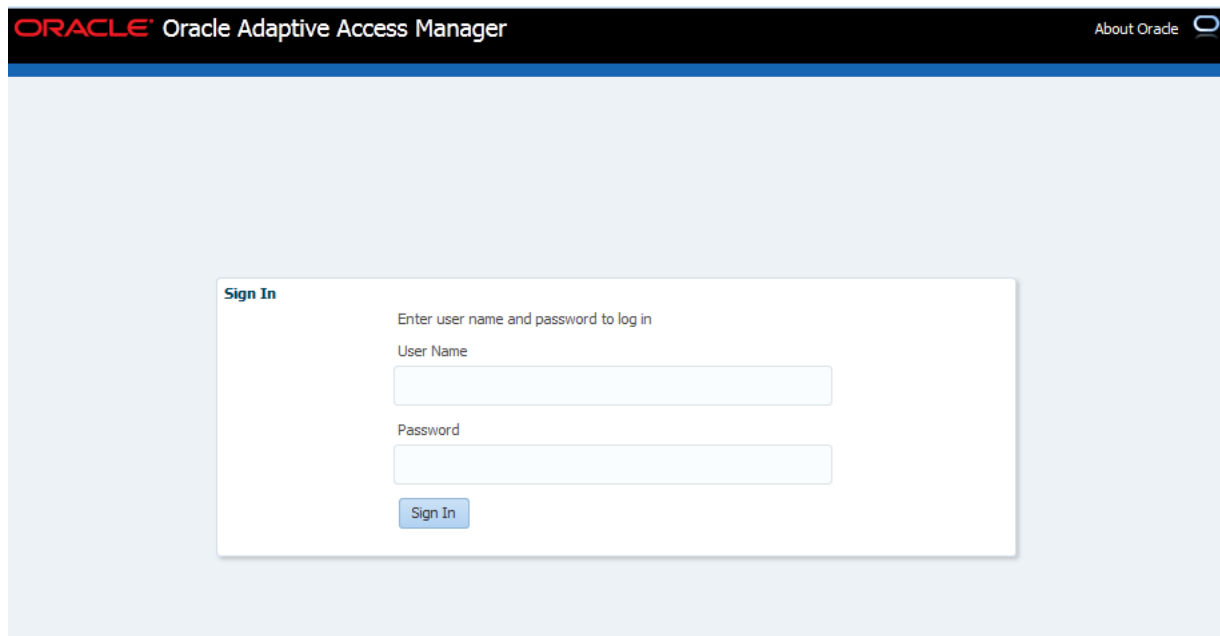 ORACLE® Oracle Adaptive Access Manager
About Oracle
Sign In
Enter user name and password to log in
User Name
Password
Sign In